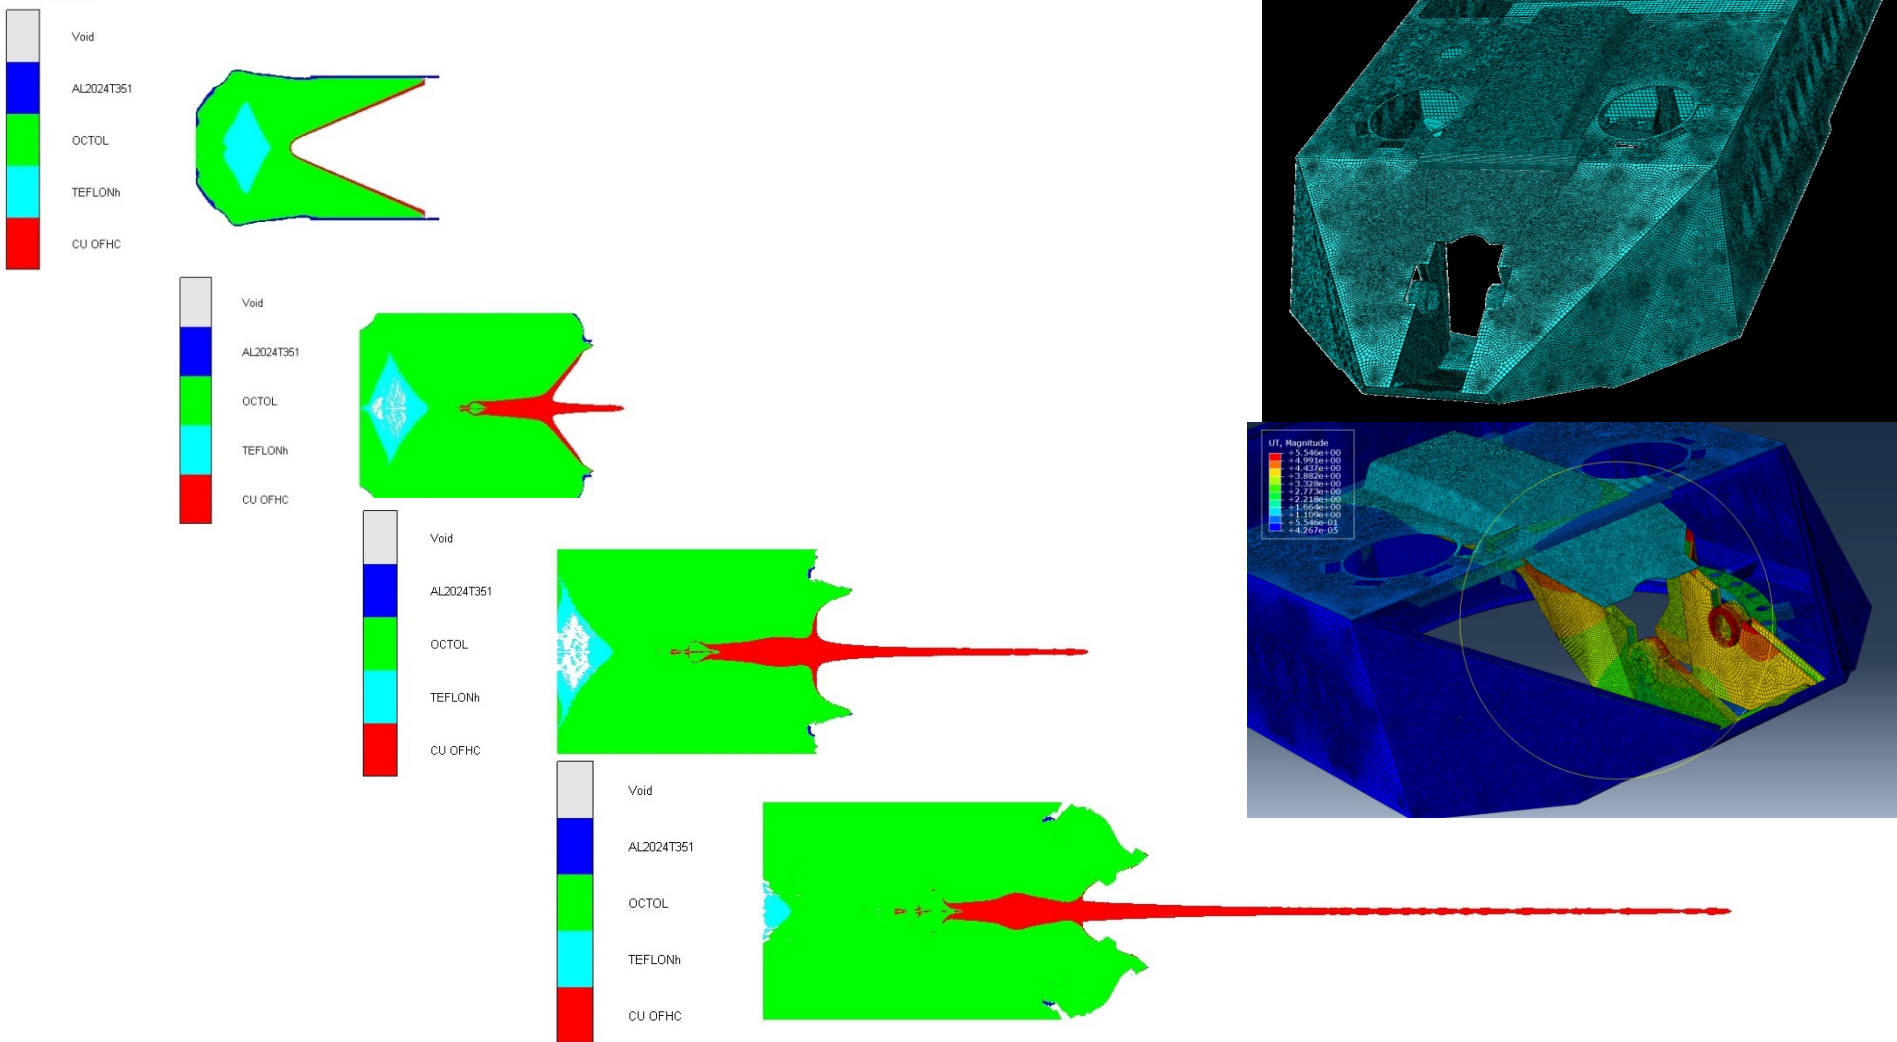 Void
AL2024T351
OCTOL
TEFLONh
CU OFHC
Void
AL2024T351
OCTOL
TEFLONh
CU OFHC
Void
AL2024T351
OCTOL
TEFLONh
CU OFHC
Void
AL2024T351
OCTOL
TEFLONh
CU OFHC
UT, Magnitude
+5.546e+00
+4.991e+00
+4.437e+00
+3.882e+00
+3.328e+00
+2.773e+00
+2.218e+00
+1.664e+00
+1.109e+00
+5.546e-01
+4.267e-05